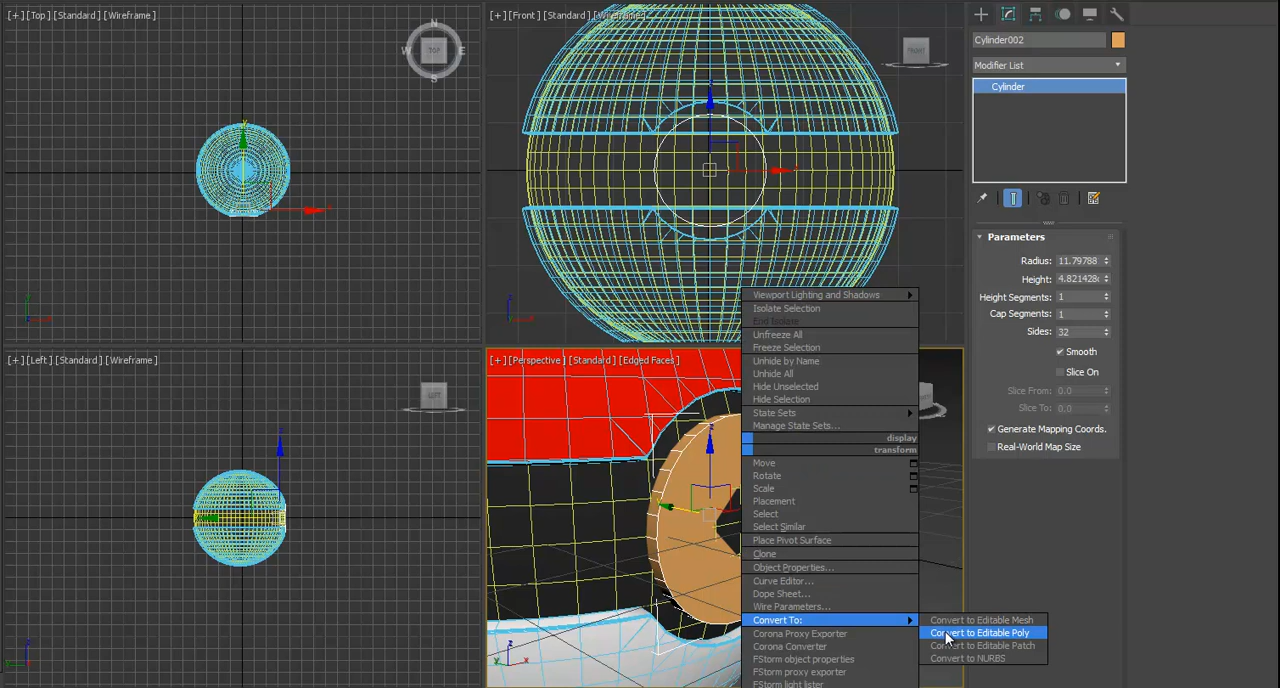 [+] [Top] [Standard] [Wireframe]
N
W TOP E
S
y
[+] [Front] [Standard] [Wireframe]
FRONT
Cylinder002
Modifier List
Cylinder
Parameters
Radius: 11.79788
Height: 4.821428
Height Segments: 1
Cap Segments: 1
Sides: 32
Smooth
Slice On
Slice From: 0.0
Slice To: 0.0
Generate Mapping Coords.
Real-World Map Size
[+] [Left] [Standard] [Wireframe]
LEFT
[+] [Perspective] [Standard] [Edged Faces]
Viewport Lighting and Shadows
Isolate Selection
End Isolate
Unfreeze All
Freeze Selection
Unhide by Name
Unhide All
Hide Unselected
Hide Selection
State Sets
Manage State Sets...
display
transform
Move
Rotate
Scale
Placement
Select
Select Similar
Place Pivot Surface
Clone
Object Properties...
Curve Editor...
Dope Sheet...
Wire Parameters...
Convert To:
Corona Proxy Exporter
Corona Converter
FStorm object properties
FStorm proxy exporter
FStorm light lister
Convert to Editable Mesh
Convert to Editable Poly
Convert to Editable Patch
Convert to NURBS